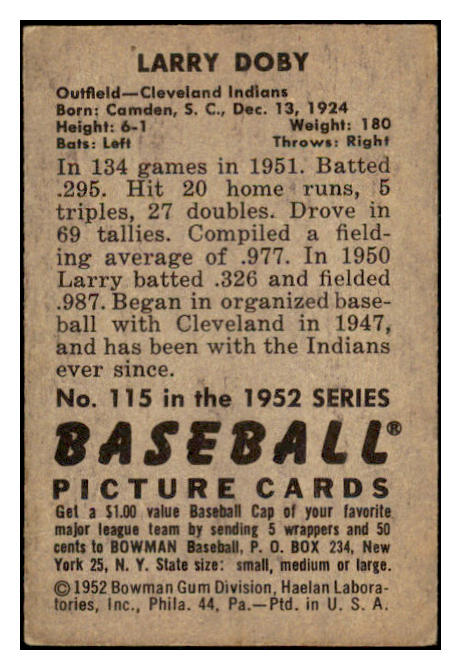 LARRY DOBY
Outfield—Cleveland Indians
Born: Camden, S. C., Dec. 13, 1924
Height: 6-1 Weight: 180
Bats: Left Throws: Right
In 134 games in 1951. Batted
.295. Hit 20 home runs, 5
triples, 27 doubles. Drove in
69 tallies. Compiled a field-
ing average of .977. In 1950
Larry batted .326 and fielded
.987. Began in organized base-
ball with Cleveland in 1947,
and has been with the Indians
ever since.
No. 115 in the 1952 SERIES
BASEBALL®
PICTURE CARDS
Get a $1.00 value Baseball Cap of your favorite
major league team by sending 5 wrappers and 50
cents to BOWMAN Baseball, P. O. BOX 234, New
York 25, N. Y. State size: small, medium or large.
©1952 Bowman Gum Division, Haelan Labora-
tories, Inc., Phila. 44, Pa.—Ptd. in U. S. A.